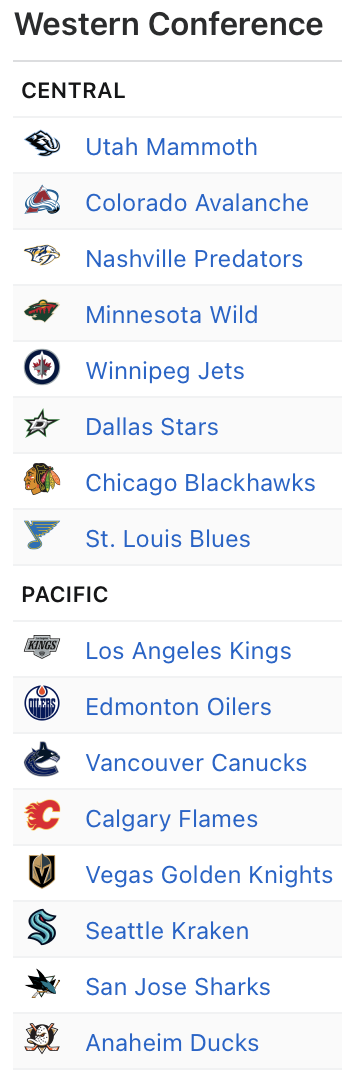 Western Conference
CENTRAL
Utah Mammoth
Colorado Avalanche
Nashville Predators
Minnesota Wild
Winnipeg Jets
Dallas Stars
Chicago Blackhawks
St. Louis Blues
PACIFIC
KINGS Los Angeles Kings
OILERS Edmonton Oilers
Vancouver Canucks
Calgary Flames
Vegas Golden Knights
Seattle Kraken
San Jose Sharks
Anaheim Ducks